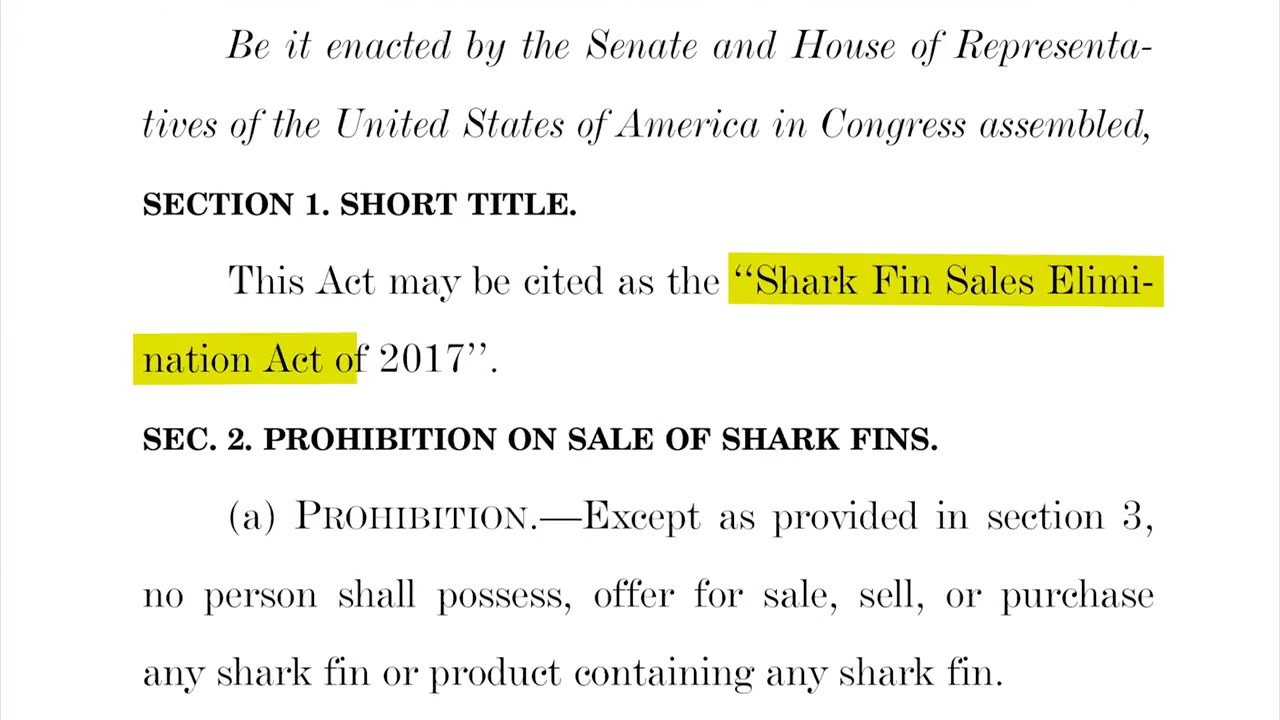 Be it enacted by the Senate and House of Representa-
tives of the United States of America in Congress assembled,
SECTION 1. SHORT TITLE.
This Act may be cited as the ‘‘Shark Fin Sales Elimi-
nation Act of 2017’’.
SEC. 2. PROHIBITION ON SALE OF SHARK FINS.
(a) PROHIBITION.—Except as provided in section 3,
no person shall possess, offer for sale, sell, or purchase
any shark fin or product containing any shark fin.